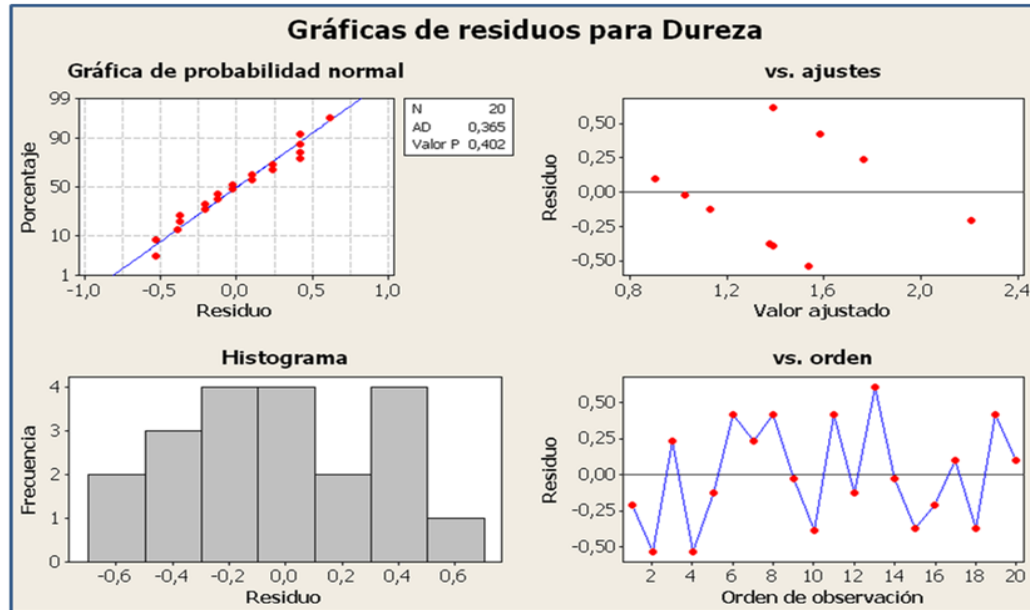 Gráficas de residuos para Dureza
Gráfica de probabilidad normal
99
90
50
10
1
Porcentaje
-1,0 -0,5 0,0 0,5 1,0
Residuo
N 20
AD 0,365
Valor P 0,402
vs. ajustes
0,50
0,25
0,00
-0,25
-0,50
Residuo
0,8 1,2 1,6 2,0 2,4
Valor ajustado
Histograma
4
3
2
1
0
Frecuencia
-0,6 -0,4 -0,2 0,0 0,2 0,4 0,6
Residuo
vs. orden
0,50
0,25
0,00
-0,25
-0,50
Residuo
2 4 6 8 10 12 14 16 18 20
Orden de observación